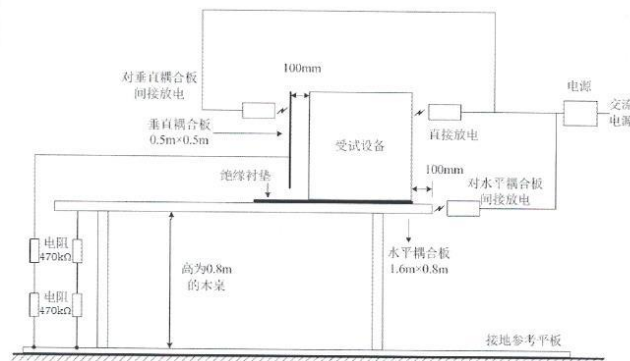 100mm
对垂直耦合板
间接放电
电源
交流
电源
垂直耦合板
0.5m×0.5m
受试设备
直接放电
100mm
绝缘衬垫
对水平耦合板
间接放电
电阻
470kΩ
电阻
470kΩ
高为0.8m
的木桌
水平耦合板
1.6m×0.8m
接地参考平板